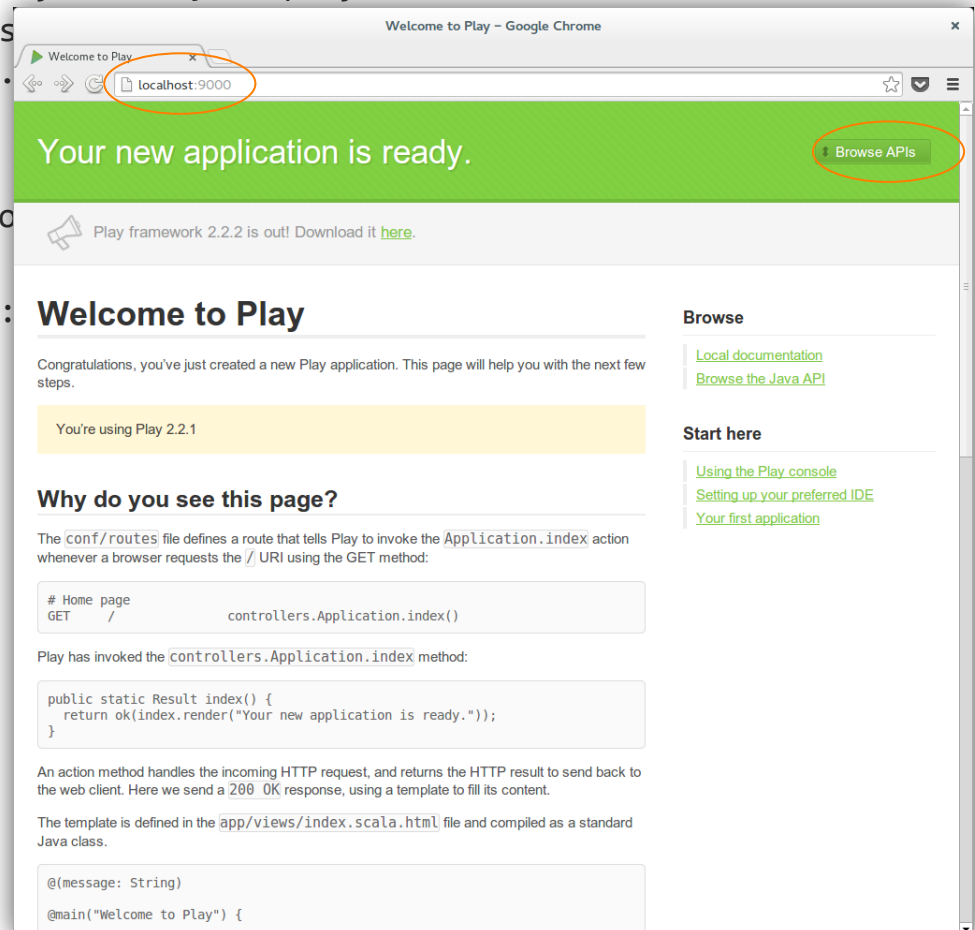 Welcome to Play – Google Chrome
Welcome to Play
localhost:9000
Your new application is ready.
Browse APIs
Play framework 2.2.2 is out! Download it here.
Welcome to Play
Congratulations, you've just created a new Play application. This page will help you with the next few
steps.
You're using Play 2.2.1
Why do you see this page?
The conf/routes file defines a route that tells Play to invoke the Application.index action
whenever a browser requests the / URI using the GET method:
# Home page
GET / controllers.Application.index()
Play has invoked the controllers.Application.index method:
public static Result index() {
return ok(index.render("Your new application is ready."));
}
An action method handles the incoming HTTP request, and returns the HTTP result to send back to
the web client. Here we send a 200 OK response, using a template to fill its content.
The template is defined in the app/views/index.scala.html file and compiled as a standard
Java class.
@(message: String)
@main("Welcome to Play") {
Browse
Local documentation
Browse the Java API
Start here
Using the Play console
Setting up your preferred IDE
Your first application